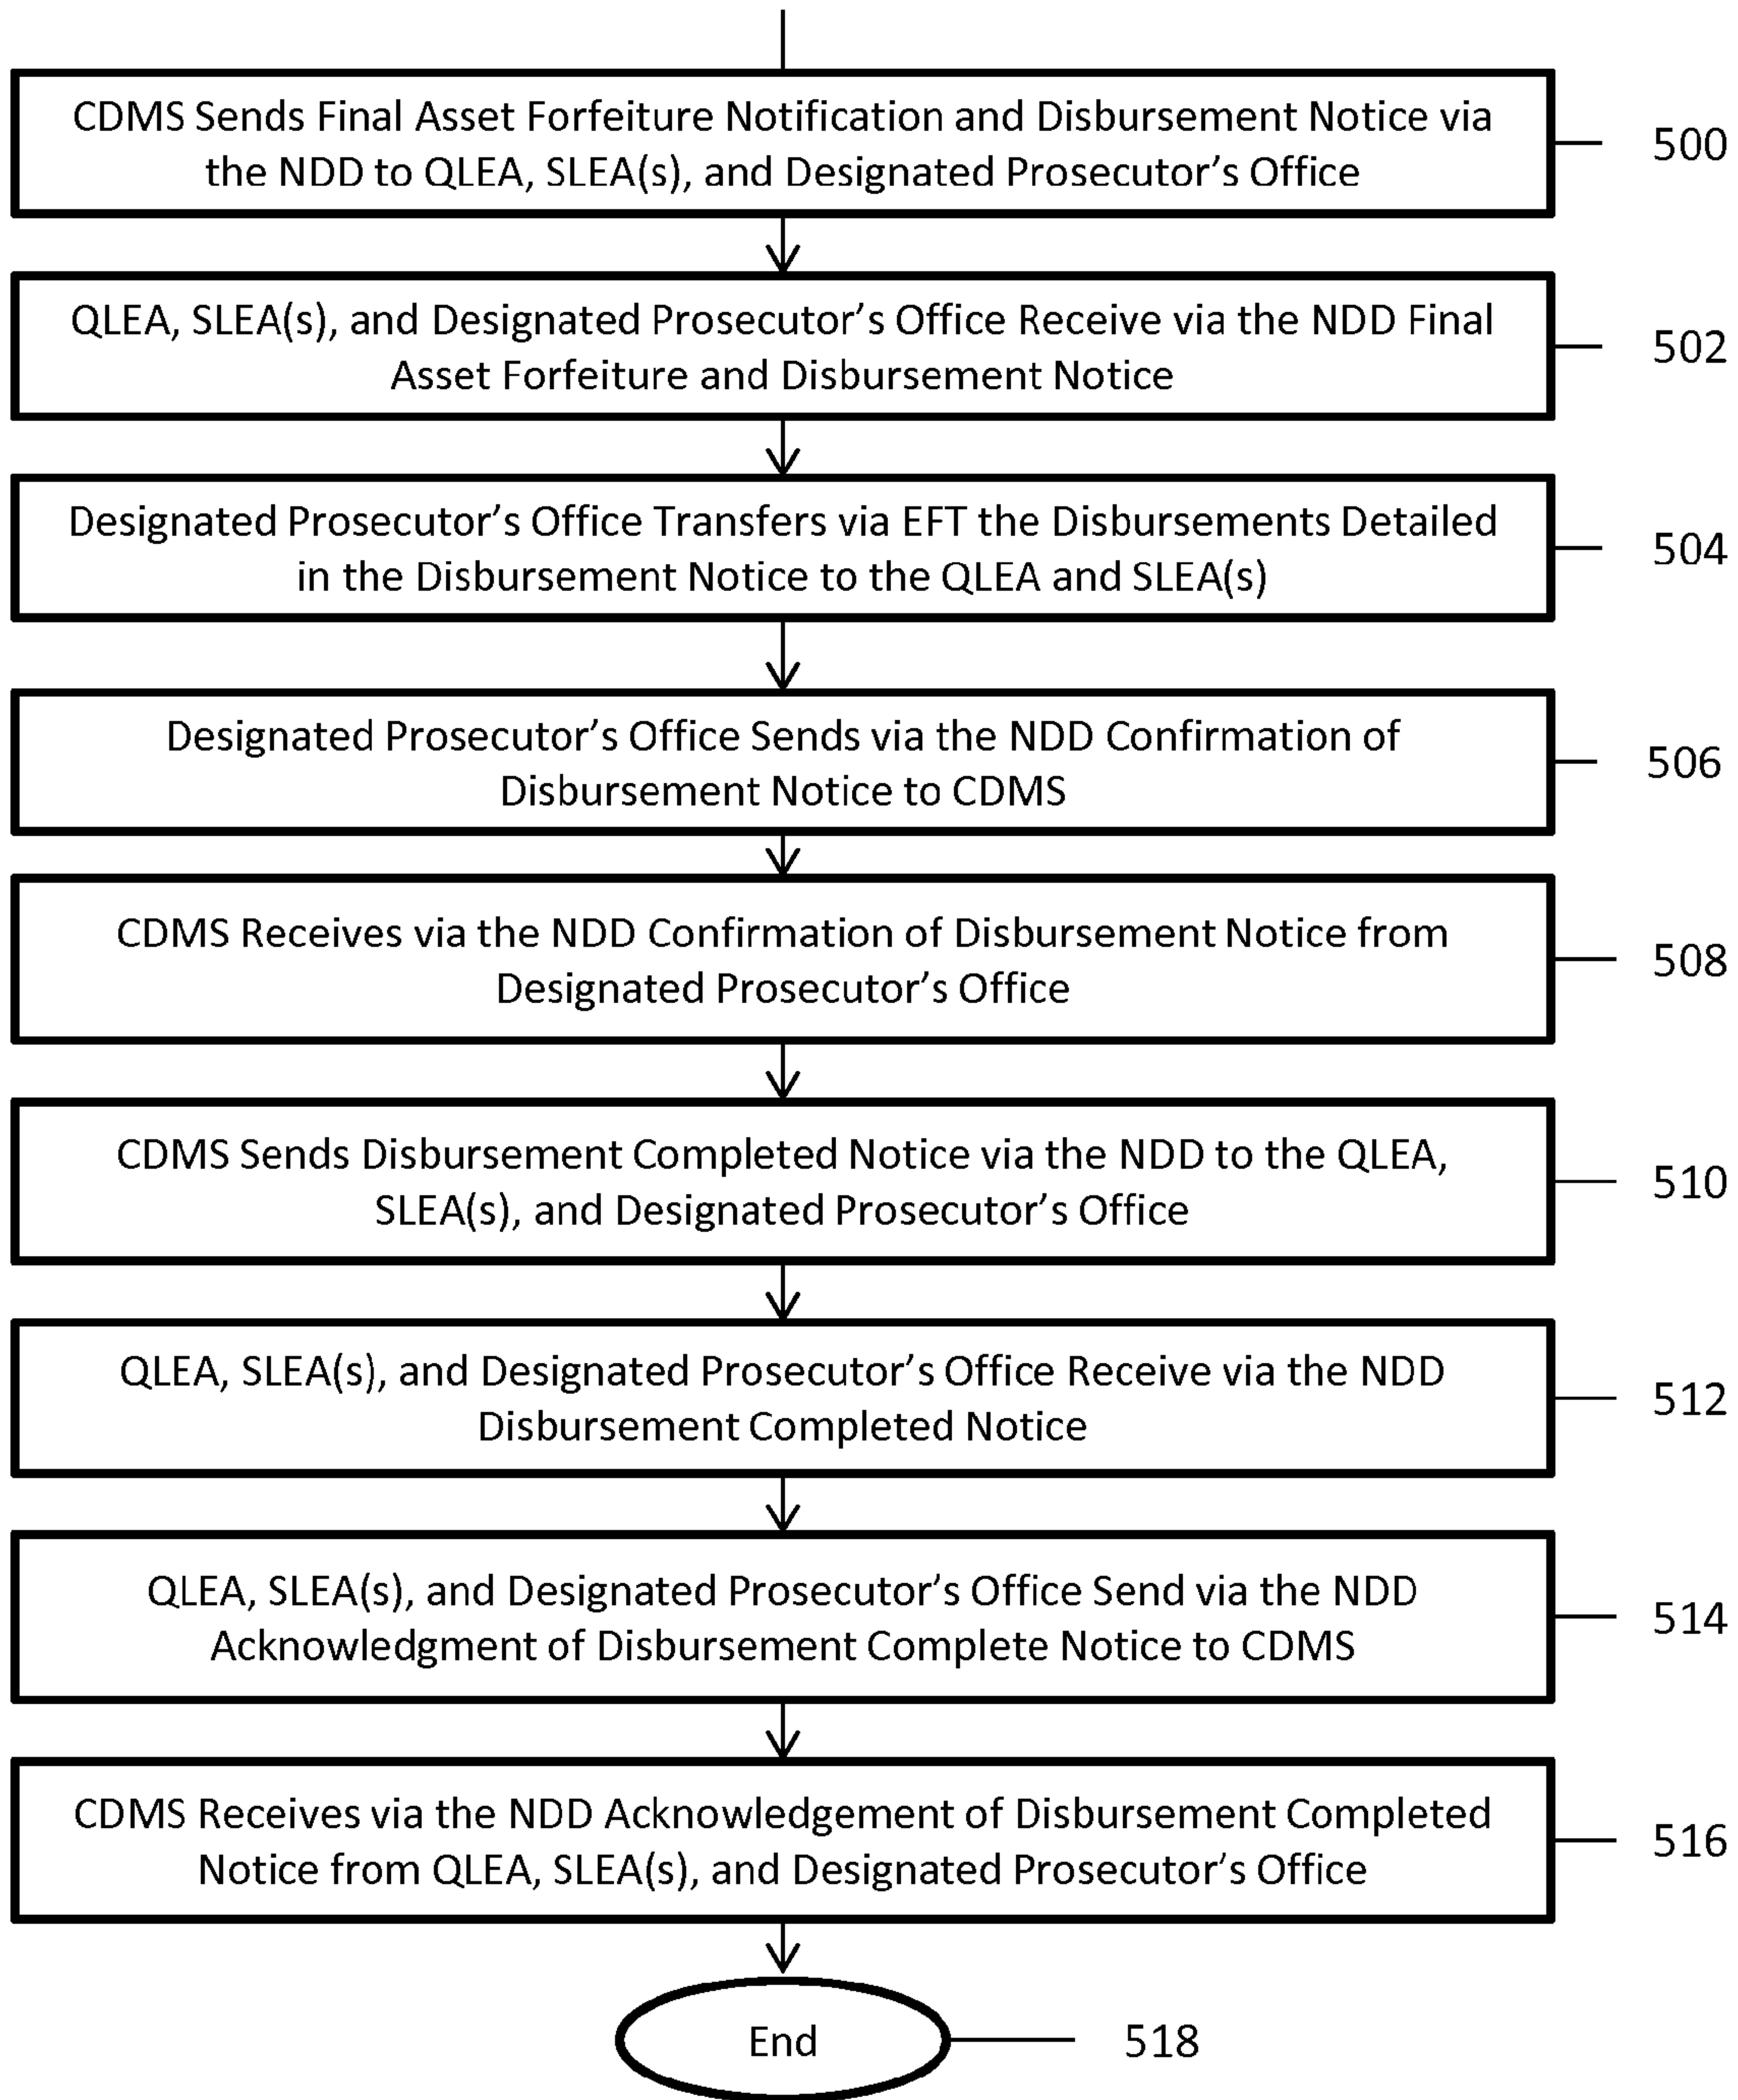 CDMS Sends Final Asset Forfeiture Notification and Disbursement Notice via
the NDD to QLEA, SLEA(s), and Designated Prosecutor's Office
500
QLEA, SLEA(s), and Designated Prosecutor's Office Receive via the NDD Final
Asset Forfeiture and Disbursement Notice
502
Designated Prosecutor's Office Transfers via EFT the Disbursements Detailed
in the Disbursement Notice to the QLEA and SLEA(s)
504
Designated Prosecutor's Office Sends via the NDD Confirmation of
Disbursement Notice to CDMS
506
CDMS Receives via the NDD Confirmation of Disbursement Notice from
Designated Prosecutor's Office
508
CDMS Sends Disbursement Completed Notice via the NDD to the QLEA,
SLEA(s), and Designated Prosecutor's Office
510
QLEA, SLEA(s), and Designated Prosecutor's Office Receive via the NDD
Disbursement Completed Notice
512
QLEA, SLEA(s), and Designated Prosecutor's Office Send via the NDD
Acknowledgment of Disbursement Complete Notice to CDMS
514
CDMS Receives via the NDD Acknowledgement of Disbursement Completed
Notice from QLEA, SLEA(s), and Designated Prosecutor's Office
516
End
518